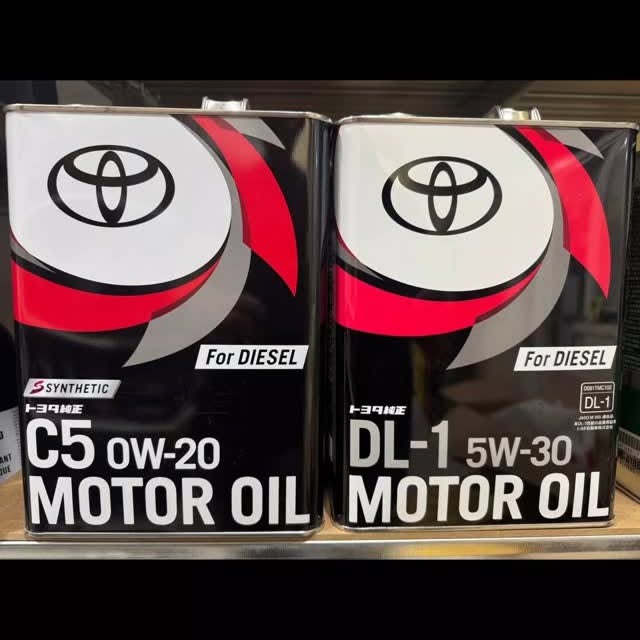 For DIESEL
SYNTHETIC
トヨタ純正
C5 0W-20
MOTOR OIL
For DIESEL
DL-1
トヨタ純正
DL-1 5W-30
MOTOR OIL